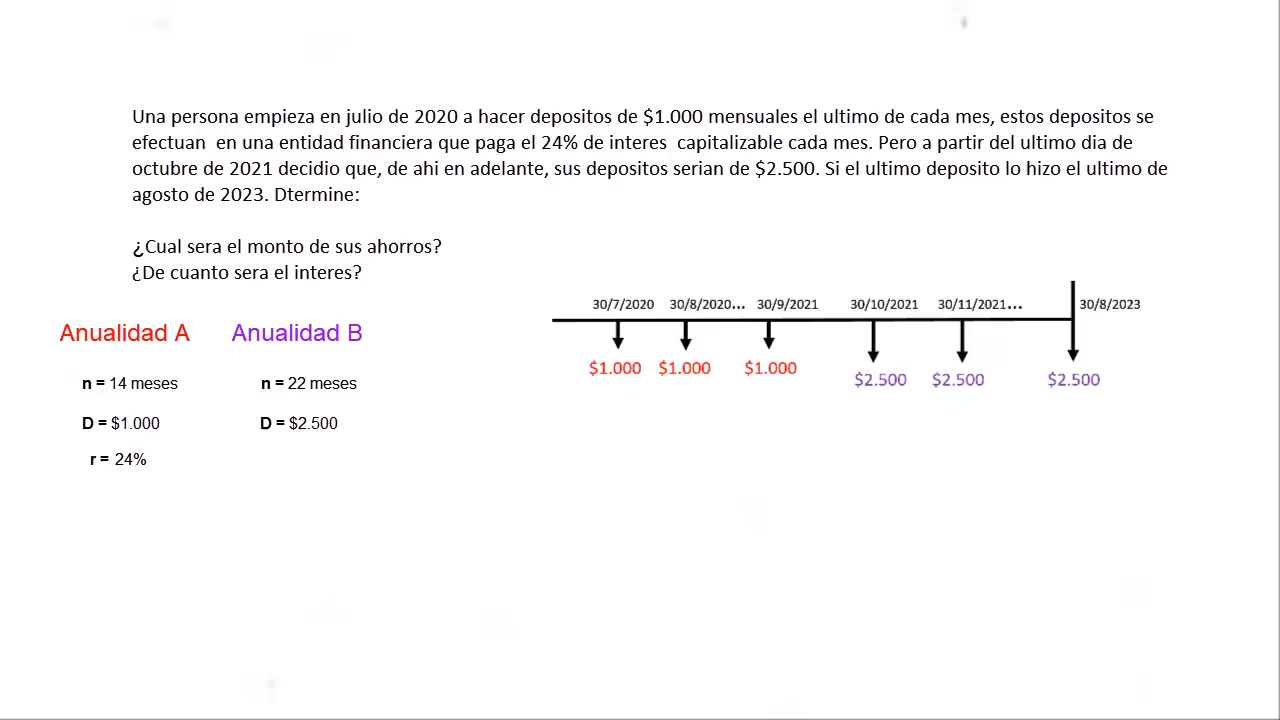 Una persona empieza en julio de 2020 a hacer depositos de $1.000 mensuales el ultimo de cada mes, estos depositos se
efectuan en una entidad financiera que paga el 24% de interes capitalizable cada mes. Pero a partir del ultimo dia de
octubre de 2021 decidio que, de ahi en adelante, sus depositos serian de $2.500. Si el ultimo deposito lo hizo el ultimo de
agosto de 2023. Dtermine:
¿Cual sera el monto de sus ahorros?
¿De cuanto sera el interes?
30/7/2020 30/8/2020... 30/9/2021 30/10/2021 30/11/2021... 30/8/2023
Anualidad A Anualidad B
$1.000 $1.000 $1.000
$2.500 $2.500 $2.500
n = 14 meses n = 22 meses
D = $1.000 D = $2.500
r = 24%